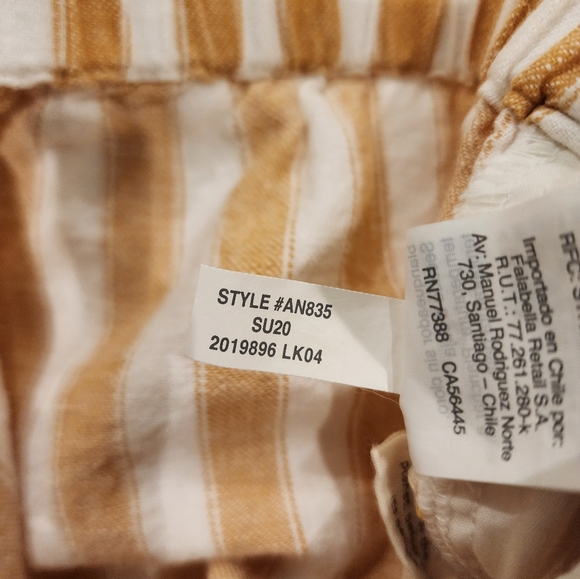 STYLE #AN835
SU20
2019896 LK04
Importado en Chile por:
Falabella Retail S.A.
R.U.T.: 77.261.280-k
Av. Manuel Rodriguez Norte
730, Santiago – Chile
RN77388 CA56445